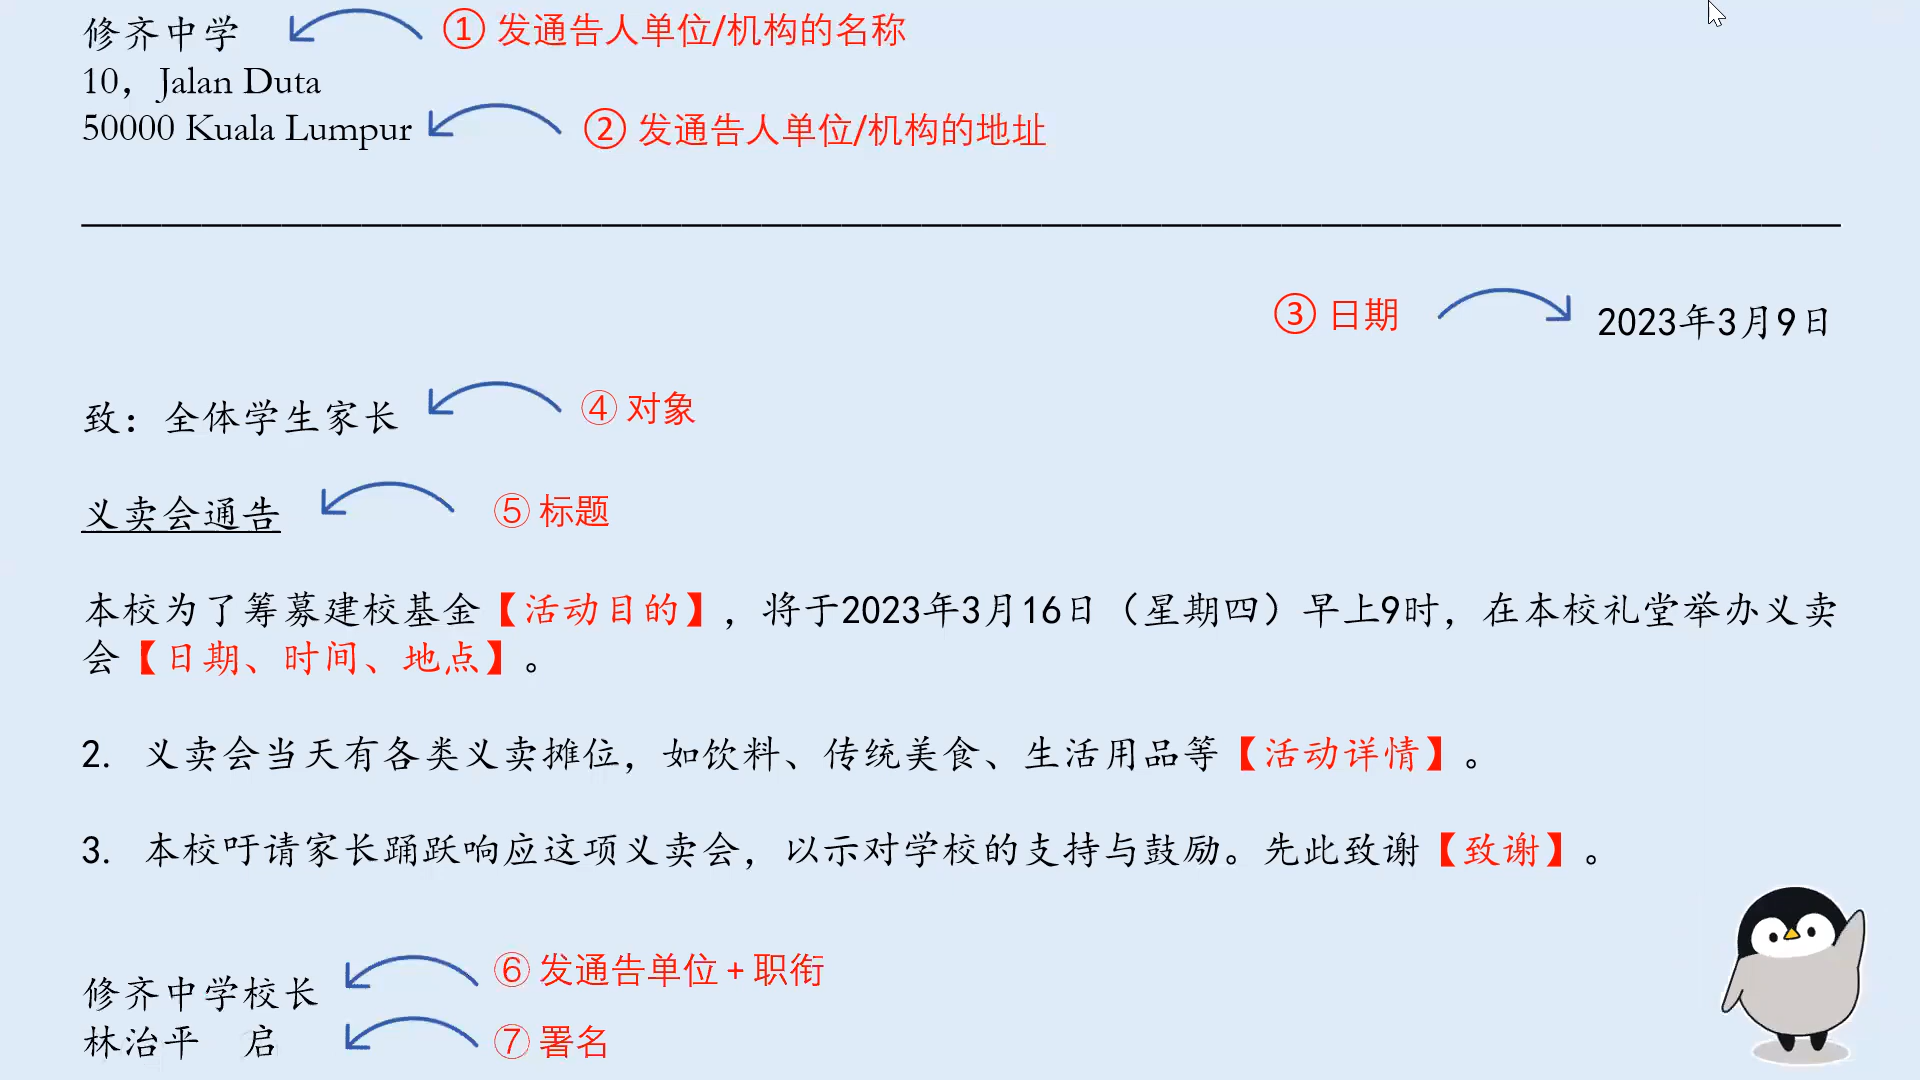 修齐中学 ① 发通告人单位/机构的名称
10，Jalan Duta
50000 Kuala Lumpur ② 发通告人单位/机构的地址
③ 日期 2023年3月9日
致：全体学生家长 ④ 对象
义卖会通告 ⑤ 标题
本校为了筹募建校基金【活动目的】，将于2023年3月16日（星期四）早上9时，在本校礼堂举办义卖
会【日期、时间、地点】。
2. 义卖会当天有各类义卖摊位，如饮料、传统美食、生活用品等【活动详情】。
3. 本校吁请家长踊跃响应这项义卖会，以示对学校的支持与鼓励。先此致谢【致谢】。
修齐中学校长 ⑥ 发通告单位 + 职衔
林治平 启 ⑦ 署名